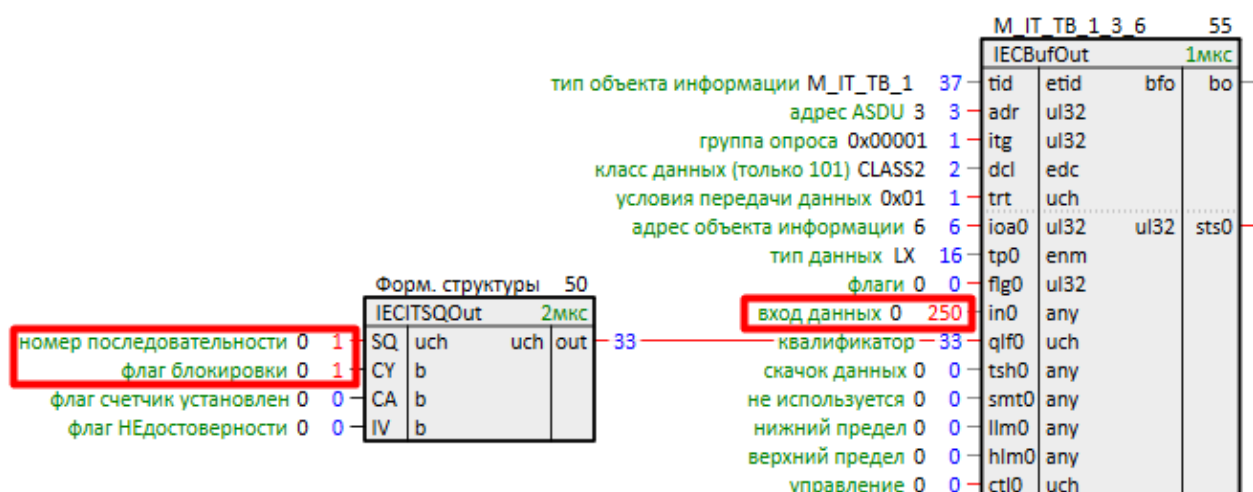 M_IT_TB_1_3_6 55
IECBufOut 1мкс
тип объекта информации M_IT_TB_1 37 tid etid bfo bo
адрес ASDU 3 3 adr ul32
группа опроса 0x00001 1 itg ul32
класс данных (только 101) CLASS2 2 dcl edc
условия передачи данных 0x01 1 trt uch
адрес объекта информации 6 6 ioa0 ul32 ul32 sts0
тип данных LX 16 tp0 enm
флаги 0 0 flg0 ul32
Форм. структуры 50
IECITSQOut 2мкс
вход данных 0 250 in0 any
номер последовательности 0 1 SQ uch uch out 33 квалификатор 33 qlf0 uch
флаг блокировки 0 1 CY b
скачок данных 0 0 tsh0 any
флаг счетчик установлен 0 0 CA b
не используется 0 0 smt0 any
флаг НЕдостоверности 0 0 IV b
нижний предел 0 0 llm0 any
верхний предел 0 0 hlm0 any
управление 0 0 ctl0 uch